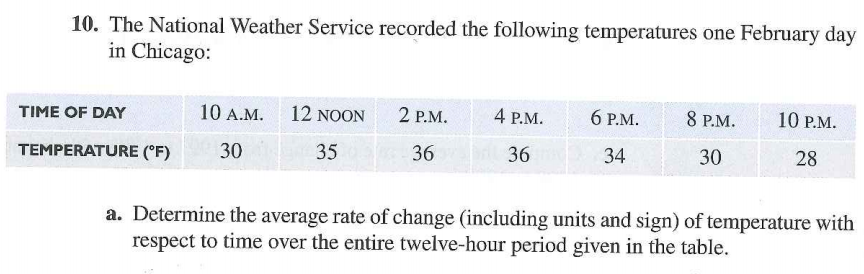 10. The National Weather Service recorded the following temperatures one February day
in Chicago:
TIME OF DAY 10 A.M. 12 NOON 2 P.M. 4 P.M. 6 P.M. 8 P.M. 10 P.M.
TEMPERATURE (°F) 30 35 36 36 34 30 28
a. Determine the average rate of change (including units and sign) of temperature with
respect to time over the entire twelve-hour period given in the table.